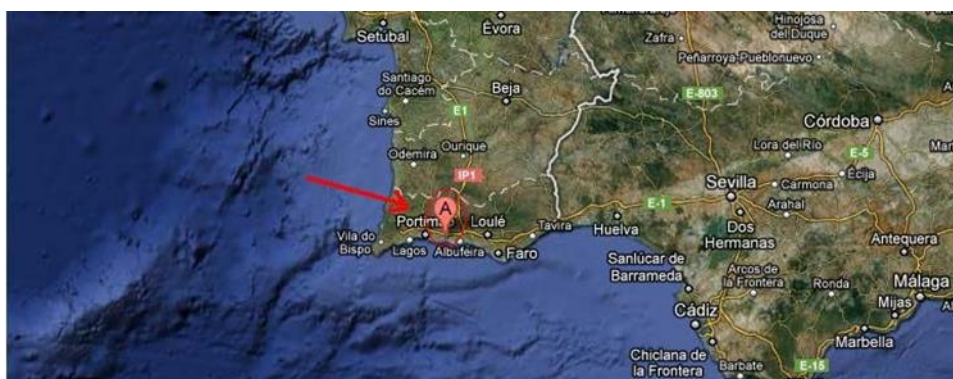 Setúbal
Évora
Zafra
Hinojosa
del Duque
Peñarroya-Pueblonuevo
Santiago
do Cacém
Sines
Beja
E1
E-803
Córdoba
Odemira
Ourique
IP1
Lora del Río
E-5
Écija
Carmona
Sevilla
Arahal
E-1
A
Portim
Loulé
Tavira
Huelva
Dos
Hermanas
Vila do
Bispo
Lagos
Albufeira
Faro
Antequera
Sanlúcar de
Barrameda
Arcos de
la Frontera
Ronda
Málaga
Mijas
Cádiz
Marbella
Chiclana de
la Frontera
Barbate
E-15